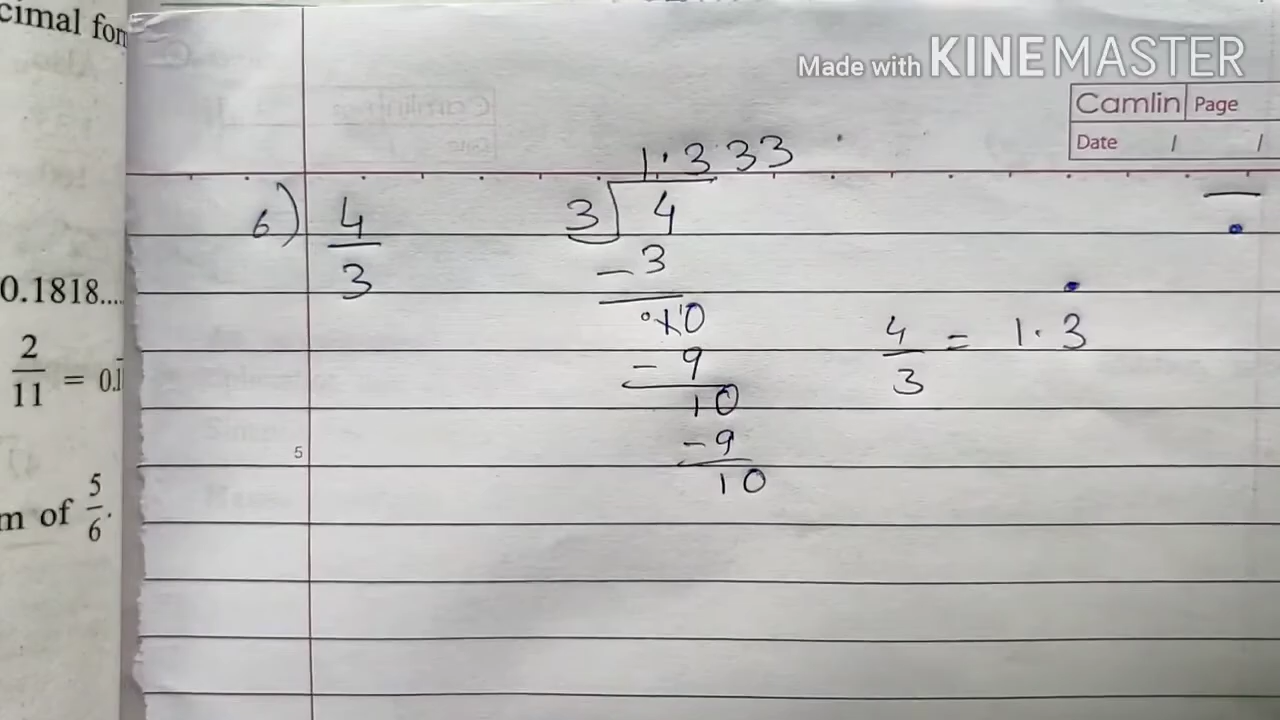 cimal for
Made with KINEMASTER
Camlin Page
Date / /
1.333
6) 4/3
3 4
- 3
10
- 9
10
- 9
10
4/3 = 1.3̇
0.1818....
2/11 = 0.1
5
m of 5/6.